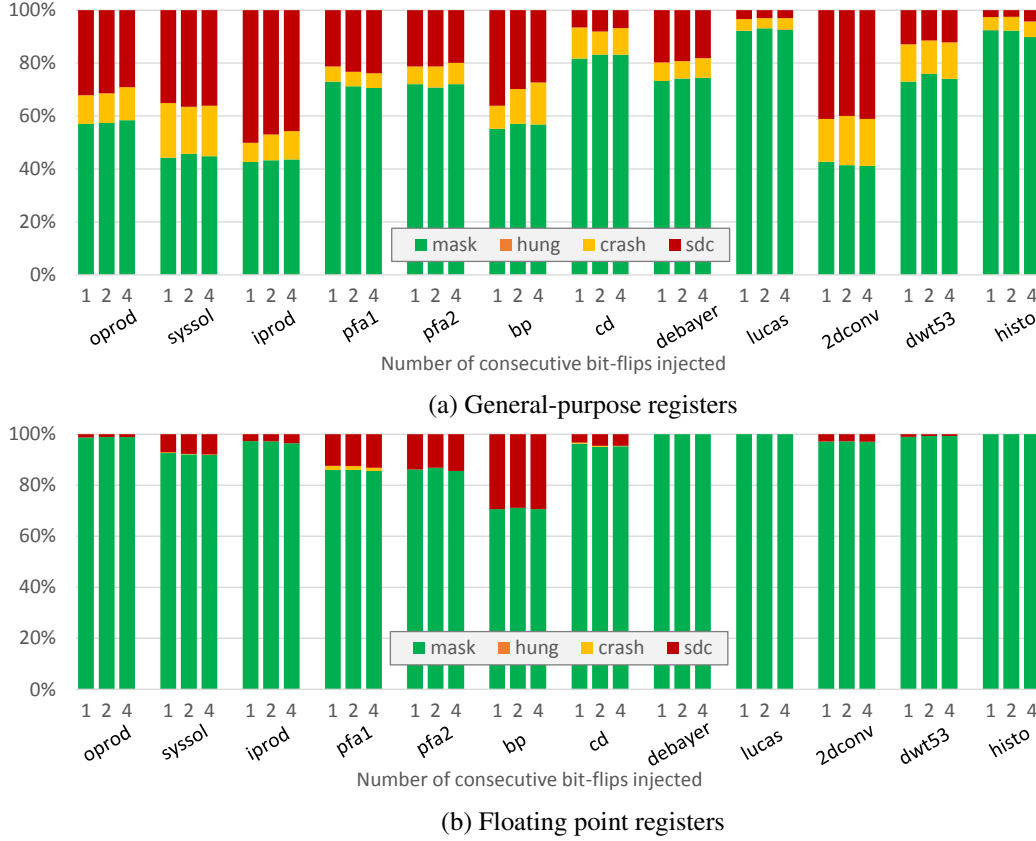 100%
80%
60%
40%
20%
0%
mask hung crash sdc
1 2 4 1 2 4 1 2 4 1 2 4 1 2 4 1 2 4 1 2 4 1 2 4 1 2 4 1 2 4 1 2 4 1 2 4
oprod syssol iprod pfa1 pfa2 bp cd debayer lucas 2dconv dwt53 histo
Number of consecutive bit-flips injected
(a) General-purpose registers
100%
80%
60%
40%
20%
0%
mask hung crash sdc
1 2 4 1 2 4 1 2 4 1 2 4 1 2 4 1 2 4 1 2 4 1 2 4 1 2 4 1 2 4 1 2 4 1 2 4
oprod syssol iprod pfa1 pfa2 bp cd debayer lucas 2dconv dwt53 histo
Number of consecutive bit-flips injected
(b) Floating point registers